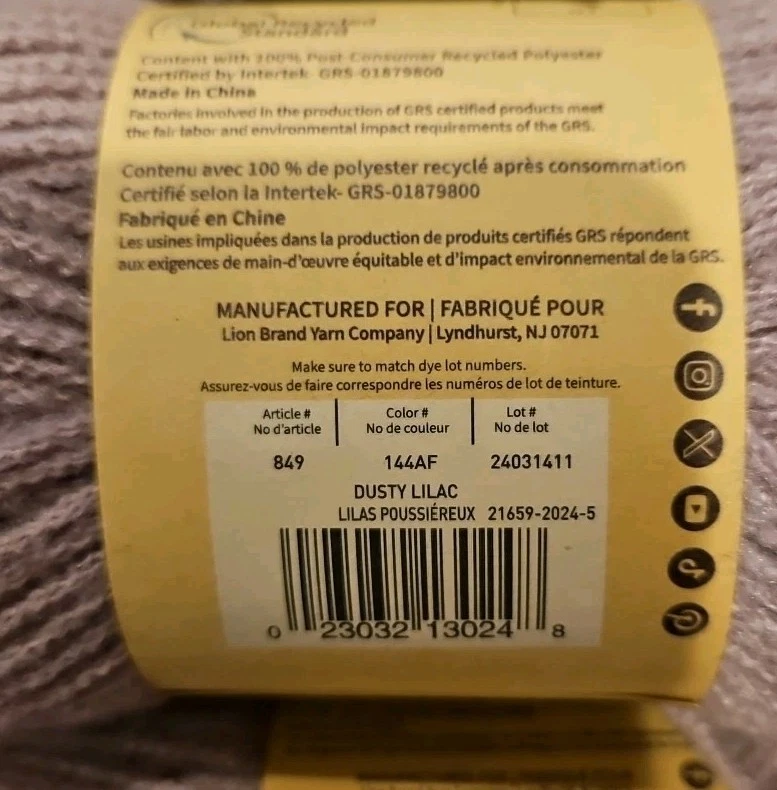 Global Recycled
Standard
Content with 100% Post-Consumer Recycled Polyester
Certified by Intertek- GRS-01879800
Made in China
Factories involved in the production of GRS certified products meet
the fair labor and environmental impact requirements of the GRS.
Contenu avec 100 % de polyester recyclé après consommation
Certifié selon la Intertek- GRS-01879800
Fabriqué en Chine
Les usines impliquées dans la production de produits certifiés GRS répondent
aux exigences de main-d'œuvre équitable et d'impact environnemental de la GRS.
MANUFACTURED FOR | FABRIQUÉ POUR
Lion Brand Yarn Company | Lyndhurst, NJ 07071
Make sure to match dye lot numbers.
Assurez-vous de faire correspondre les numéros de lot de teinture.
Article # Color # Lot #
No d'article No de couleur No de lot
849 144AF 24031411
DUSTY LILAC
LILAS POUSSIÉREUX 21659-2024-5
0 23032 13024 8